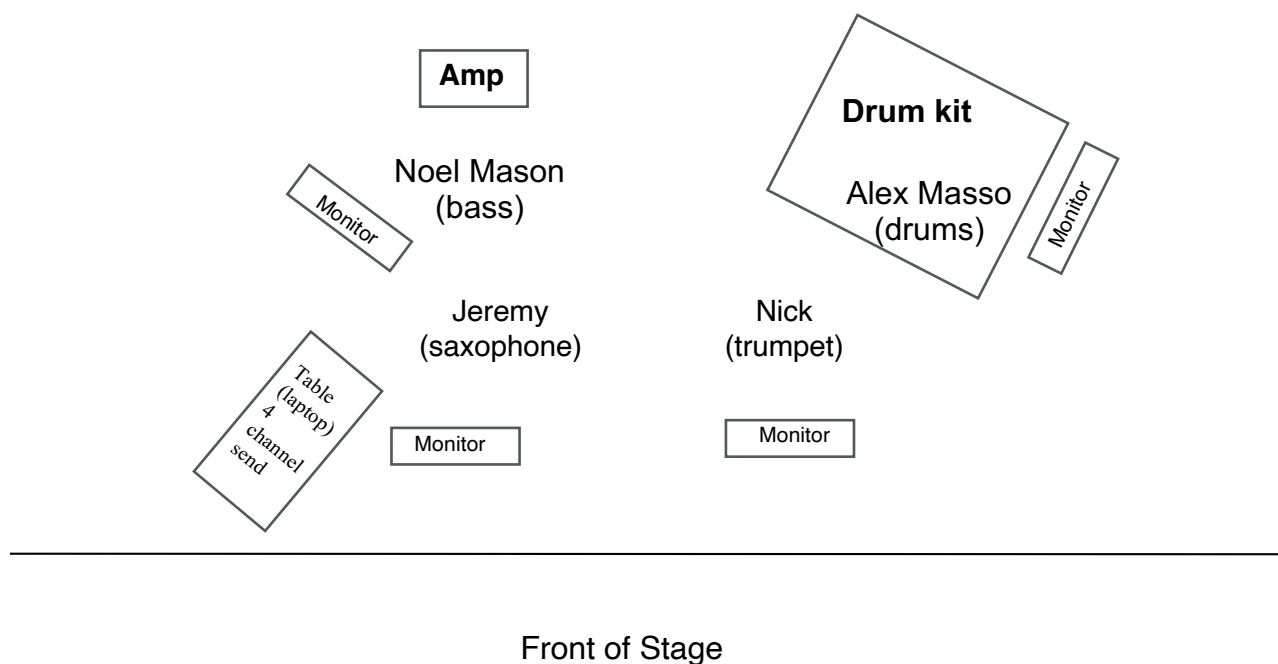 Amp
Drum kit
Noel Mason
(bass)
Monitor
Alex Masso
(drums)
Monitor
Jeremy
(saxophone)
Nick
(trumpet)
Table
(laptop)
4
channel
send
Monitor
Monitor
Front of Stage